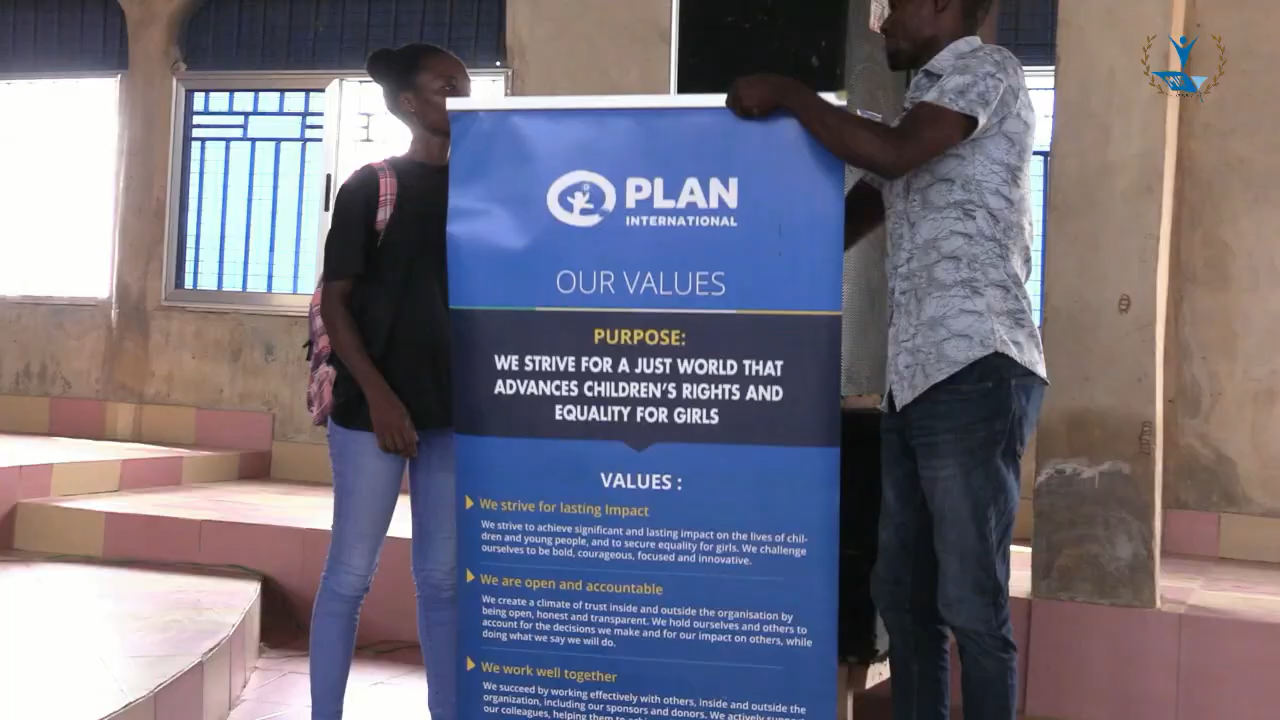 PLAN
INTERNATIONAL
OUR VALUES
PURPOSE:
WE STRIVE FOR A JUST WORLD THAT
ADVANCES CHILDREN'S RIGHTS AND
EQUALITY FOR GIRLS
VALUES :
We strive for lasting impact
We strive to achieve significant and lasting impact on the lives of chil-
dren and young people, and to secure equality for girls. We challenge
ourselves to be bold, courageous, focused and innovative.
We are open and accountable
We create a climate of trust inside and outside the organisation by
being open, honest and transparent. We hold ourselves and others to
account for the decisions we make and for our impact on others, while
doing what we say we will do.
We work well together
We succeed by working effectively with others, inside and outside the
organization, including our sponsors and donors. We actively
our colleagues, helping them to